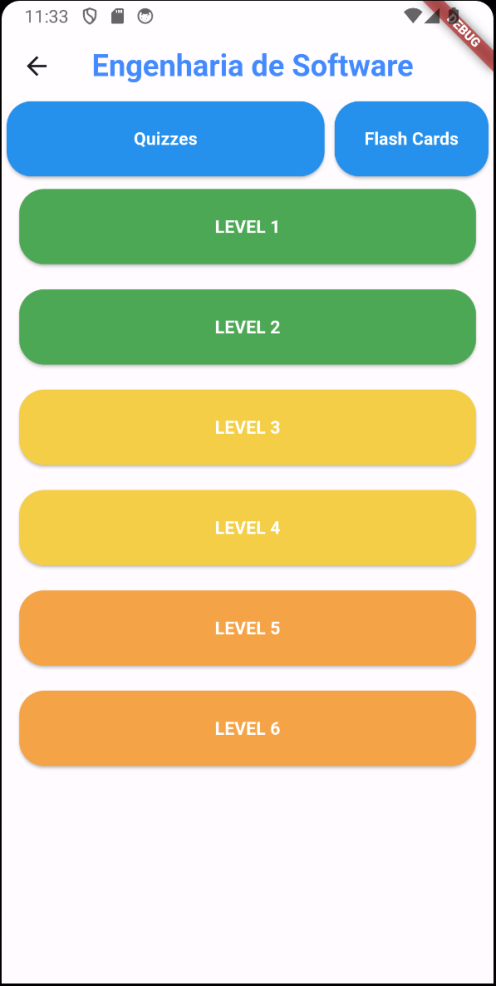 11:33
DEBUG
Engenharia de Software
Quizzes Flash Cards
LEVEL 1
LEVEL 2
LEVEL 3
LEVEL 4
LEVEL 5
LEVEL 6